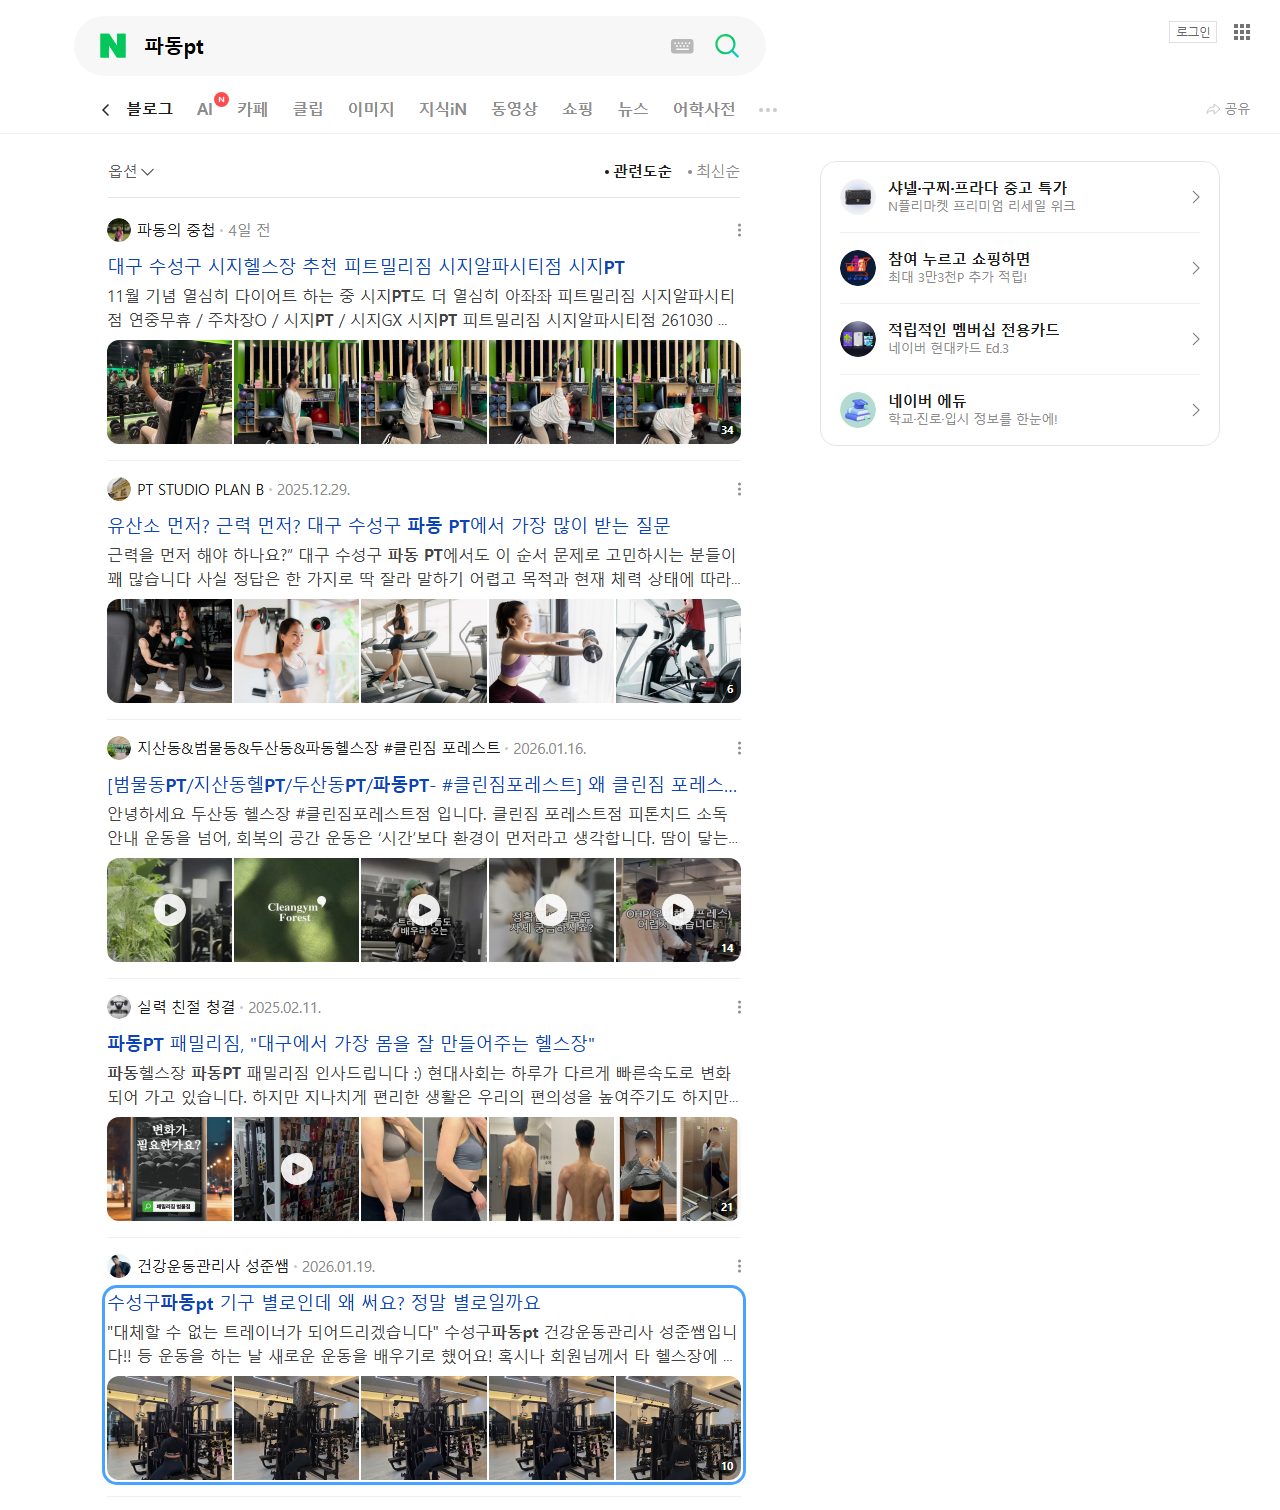 파동pt
로그인
블로그 AI N 카페 클립 이미지 지식iN 동영상 쇼핑 뉴스 어학사전
공유
옵션
관련도순 최신순
파동의 중첩 · 4일 전
대구 수성구 시지헬스장 추천 피트밀리짐 시지알파시티점 시지PT
11월 기념 열심히 다이어트 하는 중 시지PT도 더 열심히 아좌좌 피트밀리짐 시지알파시티
점 연중무휴 / 주차장O / 시지PT / 시지GX 시지PT 피트밀리짐 시지알파시티점 261030 ...
34
PT STUDIO PLAN B · 2025.12.29.
유산소 먼저? 근력 먼저? 대구 수성구 파동 PT에서 가장 많이 받는 질문
근력을 먼저 해야 하나요?” 대구 수성구 파동 PT에서도 이 순서 문제로 고민하시는 분들이
꽤 많습니다 사실 정답은 한 가지로 딱 잘라 말하기 어렵고 목적과 현재 체력 상태에 따라...
6
지산동&범물동&두산동&파동헬스장 #클린짐 포레스트 · 2026.01.16.
[범물동PT/지산동헬PT/두산동PT/파동PT- #클린짐포레스트] 왜 클린짐 포레스...
안녕하세요 두산동 헬스장 #클린짐포레스트점 입니다. 클린짐 포레스트점 피톤치드 소독
안내 운동을 넘어, 회복의 공간 운동은 ‘시간’보다 환경이 먼저라고 생각합니다. 땀이 닿는...
Cleangym
Forest
배우러 오는
14
실력 친절 청결 · 2025.02.11.
파동PT 패밀리짐, "대구에서 가장 몸을 잘 만들어주는 헬스장"
파동헬스장 파동PT 패밀리짐 인사드립니다 :) 현대사회는 하루가 다르게 빠른속도로 변화
되어 가고 있습니다. 하지만 지나치게 편리한 생활은 우리의 편의성을 높여주기도 하지만...
변화가
필요한가요?
패밀리짐 범물점
21
건강운동관리사 성준쌤 · 2026.01.19.
수성구파동pt 기구 별로인데 왜 써요? 정말 별로일까요
"대체할 수 없는 트레이너가 되어드리겠습니다" 수성구파동pt 건강운동관리사 성준쌤입니
다!! 등 운동을 하는 날 새로운 운동을 배우기로 했어요! 혹시나 회원님께서 타 헬스장에 ...
10
샤넬·구찌·프라다 중고 특가
N플리마켓 프리미엄 리세일 위크
참여 누르고 쇼핑하면
최대 3만3천P 추가 적립!
적립적인 멤버십 전용카드
네이버 현대카드 Ed.3
네이버 에듀
학교·진로·입시 정보를 한눈에!